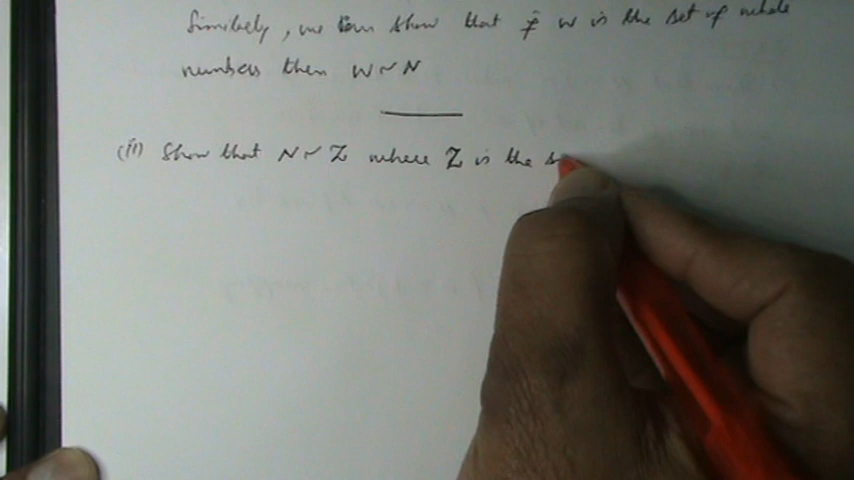 Similarly, we can show that if W is the set of whole
numbers then W ~ N
(ii) Show that N ~ Z where Z is the s